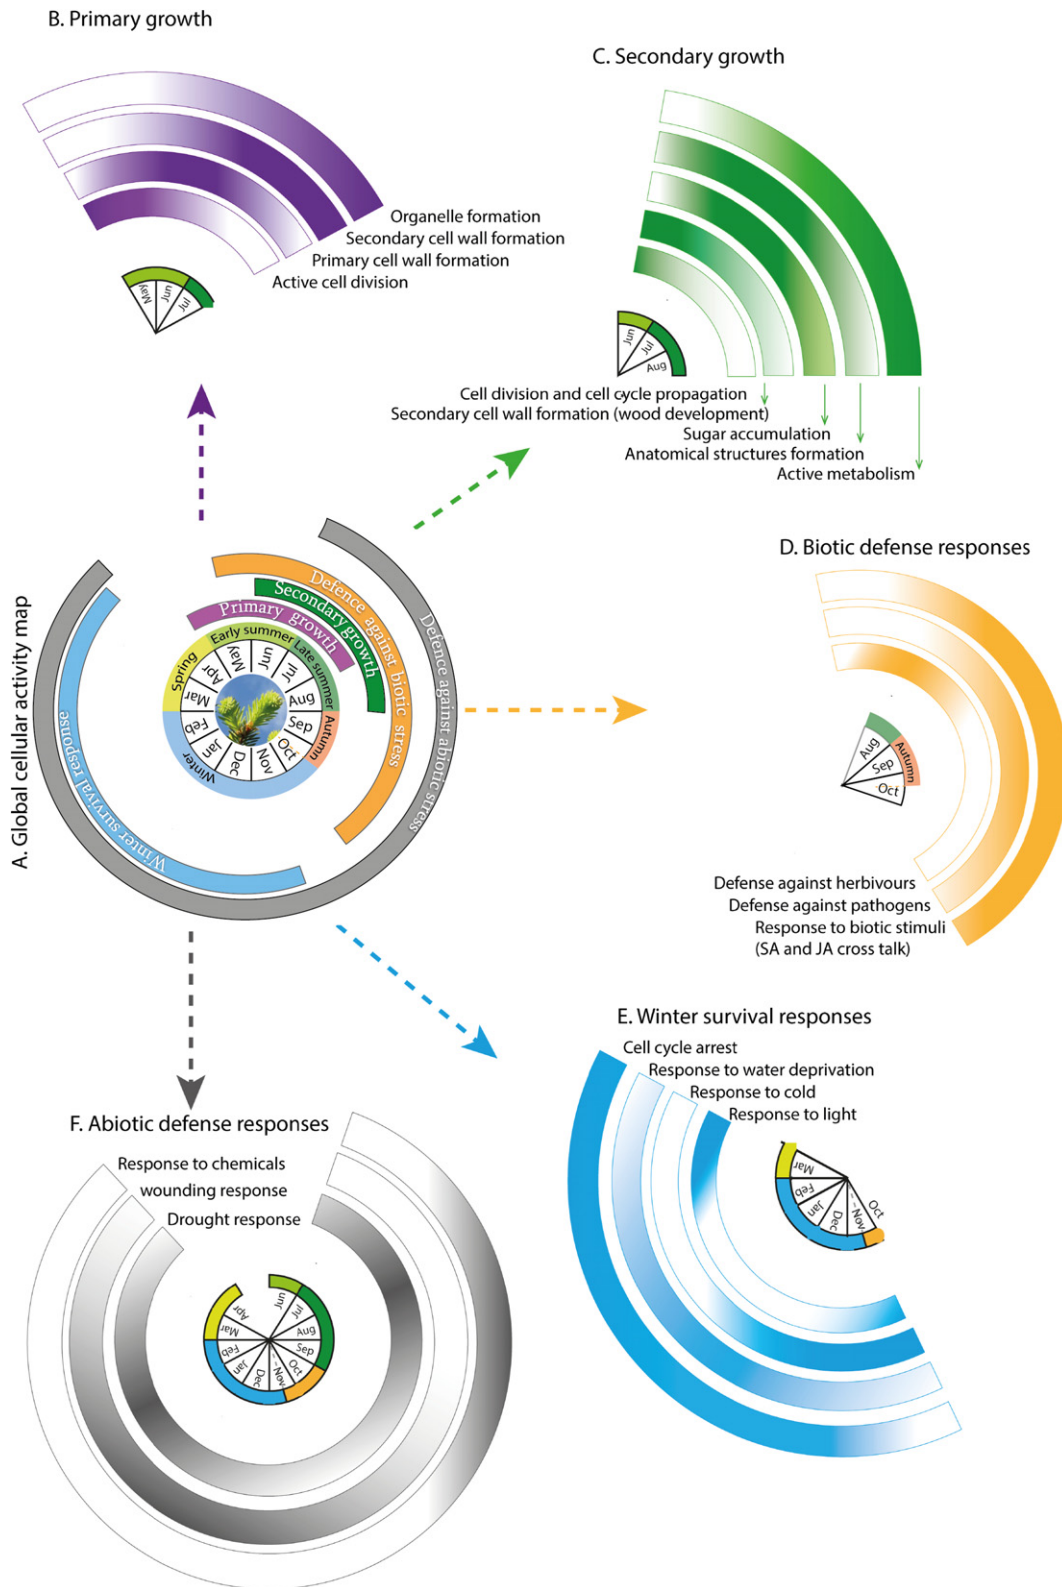 B. Primary growth
Organelle formation
Secondary cell wall formation
Primary cell wall formation
Active cell division
May
Jun
Jul
C. Secondary growth
Jun
Jul
Aug
Cell division and cell cycle propagation
Secondary cell wall formation (wood development)
Sugar accumulation
Anatomical structures formation
Active metabolism
A. Global cellular activity map
Defence against abiotic stress
Defence against biotic stress
Secondary growth
Primary growth
Winter survival response
Spring
Early summer
Late summer
Autumn
Winter
Jan
Feb
Mar
Apr
May
Jun
Jul
Aug
Sep
Oct
Nov
Dec
D. Biotic defense responses
Aug
Sep
Oct
Autumn
Defense against herbivours
Defense against pathogens
Response to biotic stimuli
(SA and JA cross talk)
E. Winter survival responses
Cell cycle arrest
Response to water deprivation
Response to cold
Response to light
Mar
Feb
Jan
Dec
Nov
Oct
F. Abiotic defense responses
Response to chemicals
wounding response
Drought response
Jun
Jul
Aug
Sep
Oct
Nov
Dec
Jan
Feb
Mar
Apr